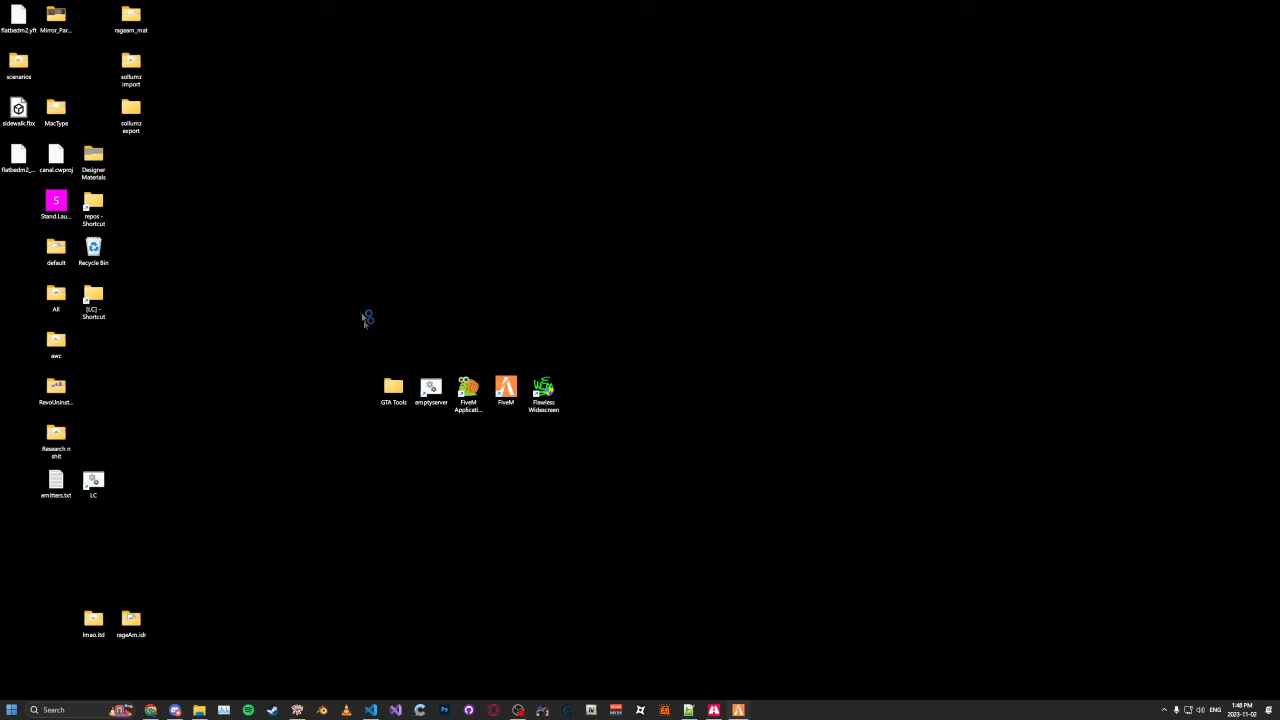 flatbedm2.yft
Mirror_Par...
rageam_mat
scenarios
sollumz
import
sidewalk.fbx
MacType
sollumz
export
flatbedm2_...
canal.cwproj
Designer
Materials
S
Stand.Lau...
repos -
Shortcut
default
Recycle Bin
All
[LC] -
Shortcut
awc
RevoUninst...
GTA Tools
emptyserver
FiveM
Applicati...
FiveM
Flawless
Widescreen
Research n
shit
emitters.txt
LC
lmao.itd
rageAm.idr
Search
ENG
1:48 PM
2023-11-02